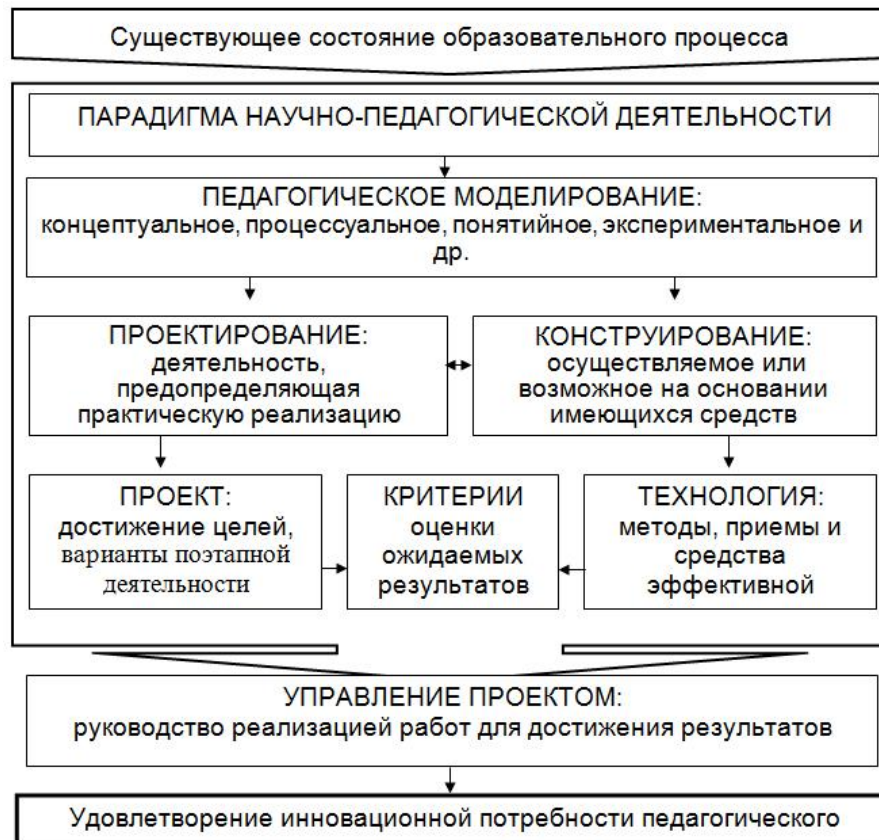 Существующее состояние образовательного процесса
ПАРАДИГМА НАУЧНО-ПЕДАГОГИЧЕСКОЙ ДЕЯТЕЛЬНОСТИ
ПЕДАГОГИЧЕСКОЕ МОДЕЛИРОВАНИЕ:
концептуальное, процессуальное, понятийное, экспериментальное и
др.
ПРОЕКТИРОВАНИЕ:
деятельность,
предопределяющая
практическую реализацию
КОНСТРУИРОВАНИЕ:
осуществляемое или
возможное на основании
имеющихся средств
ПРОЕКТ:
достижение целей,
варианты поэтапной
деятельности
КРИТЕРИИ
оценки
ожидаемых
результатов
ТЕХНОЛОГИЯ:
методы, приемы и
средства
эффективной
УПРАВЛЕНИЕ ПРОЕКТОМ:
руководство реализацией работ для достижения результатов
Удовлетворение инновационной потребности педагогического